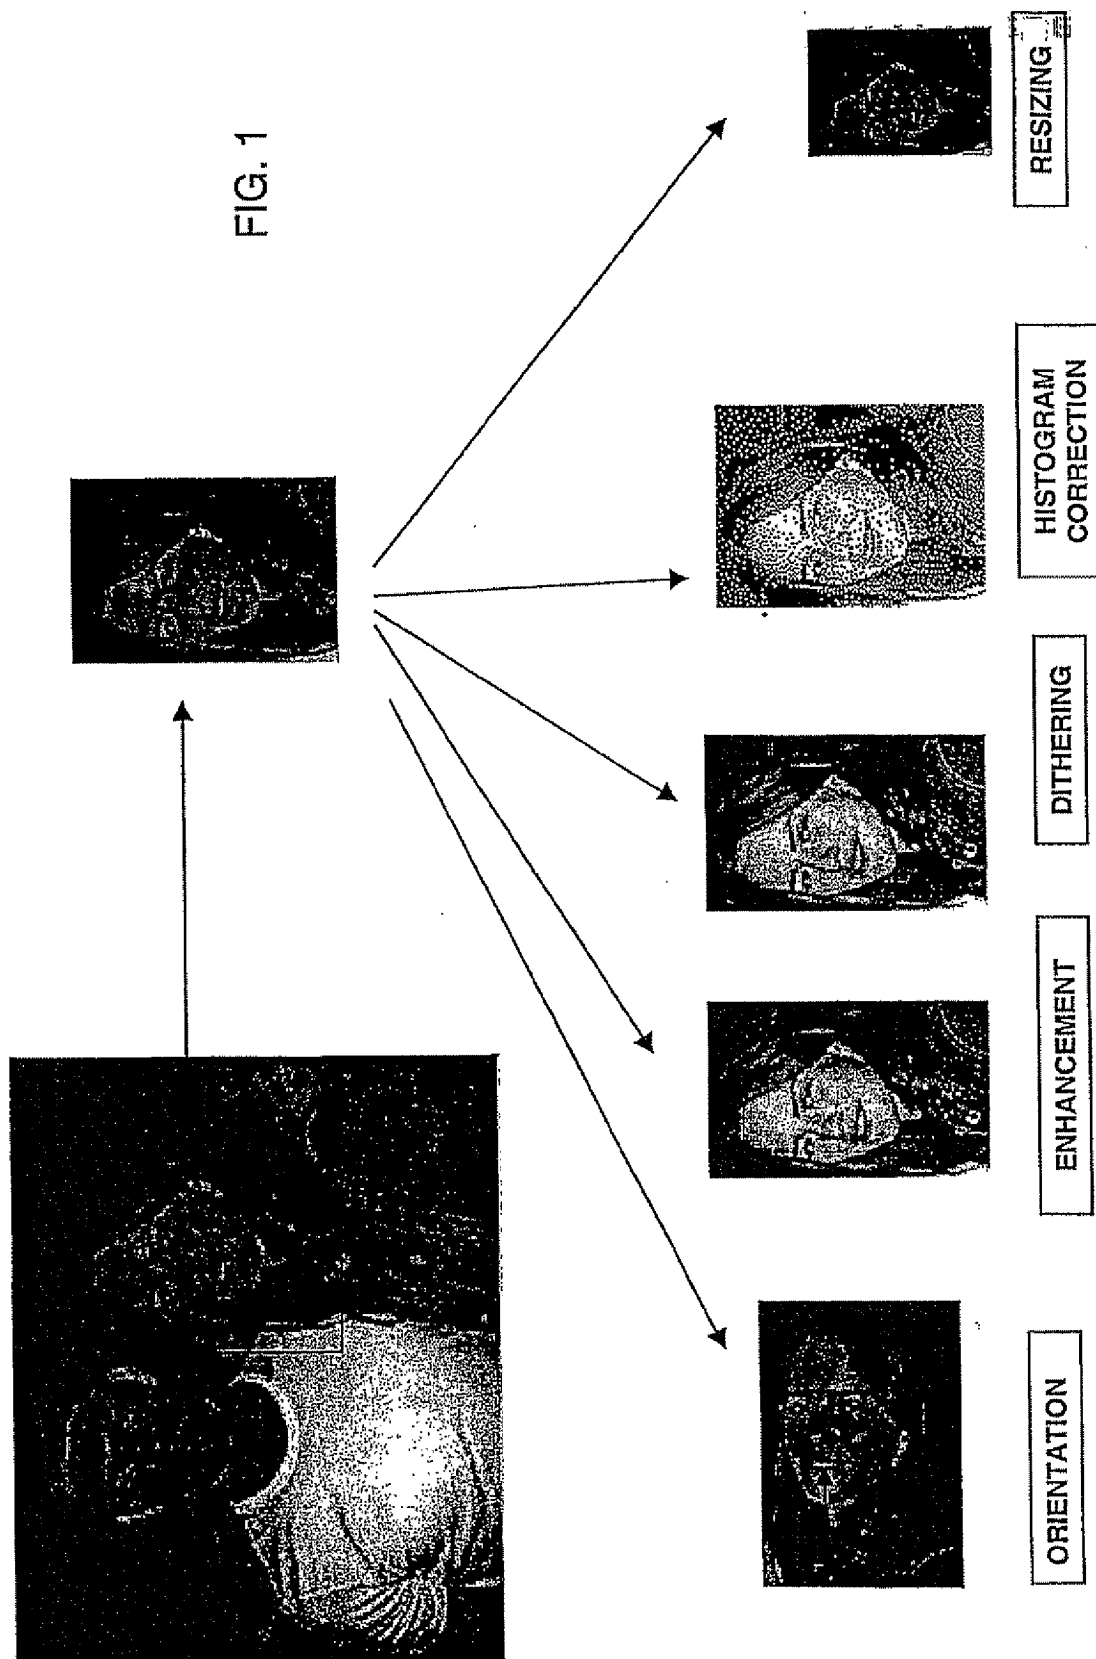 FIG. 1
ORIENTATION
ENHANCEMENT
DITHERING
HISTOGRAM
CORRECTION
RESIZING